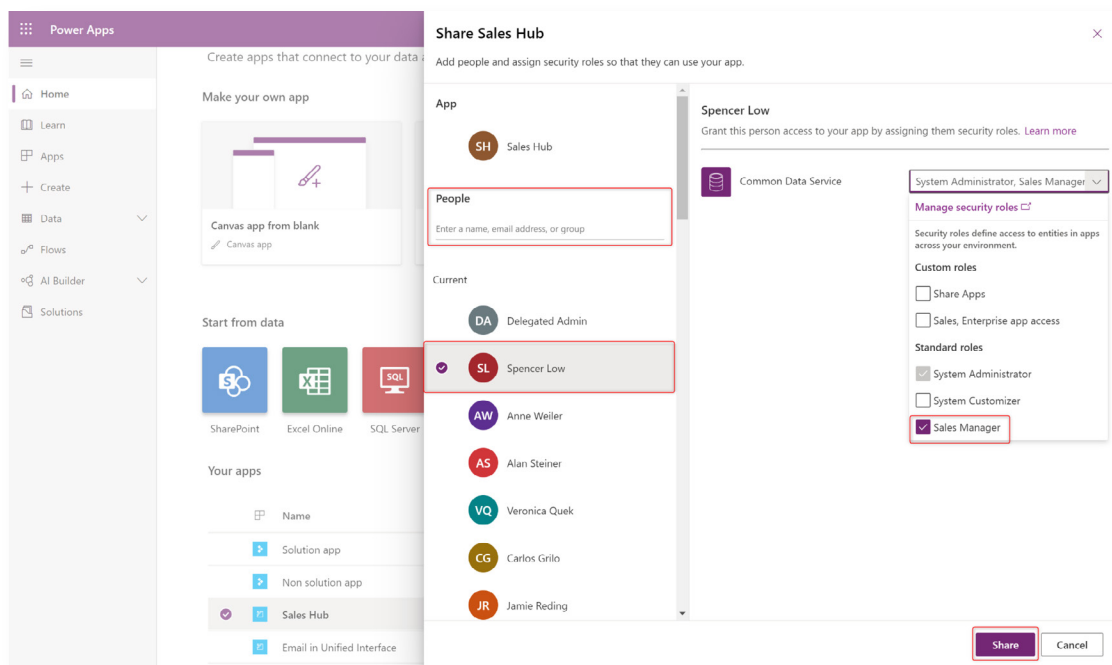 Power Apps
Home
Learn
Apps
Create
Data
Flows
AI Builder
Solutions
Create apps that connect to your data
Make your own app
Canvas app from blank
Canvas app
Start from data
SharePoint
Excel Online
SQL
SQL Server
Your apps
Name
Solution app
Non solution app
Sales Hub
Email in Unified Interface
Share Sales Hub
Add people and assign security roles so that they can use your app.
App
SH Sales Hub
People
Enter a name, email address, or group
Current
DA Delegated Admin
SL Spencer Low
AW Anne Weiler
AS Alan Steiner
VQ Veronica Quek
CG Carlos Grilo
JR Jamie Reding
Spencer Low
Grant this person access to your app by assigning them security roles. Learn more
Common Data Service
System Administrator, Sales Manager
Manage security roles
Security roles define access to entities in apps
across your environment.
Custom roles
Share Apps
Sales, Enterprise app access
Standard roles
System Administrator
System Customizer
Sales Manager
Share
Cancel